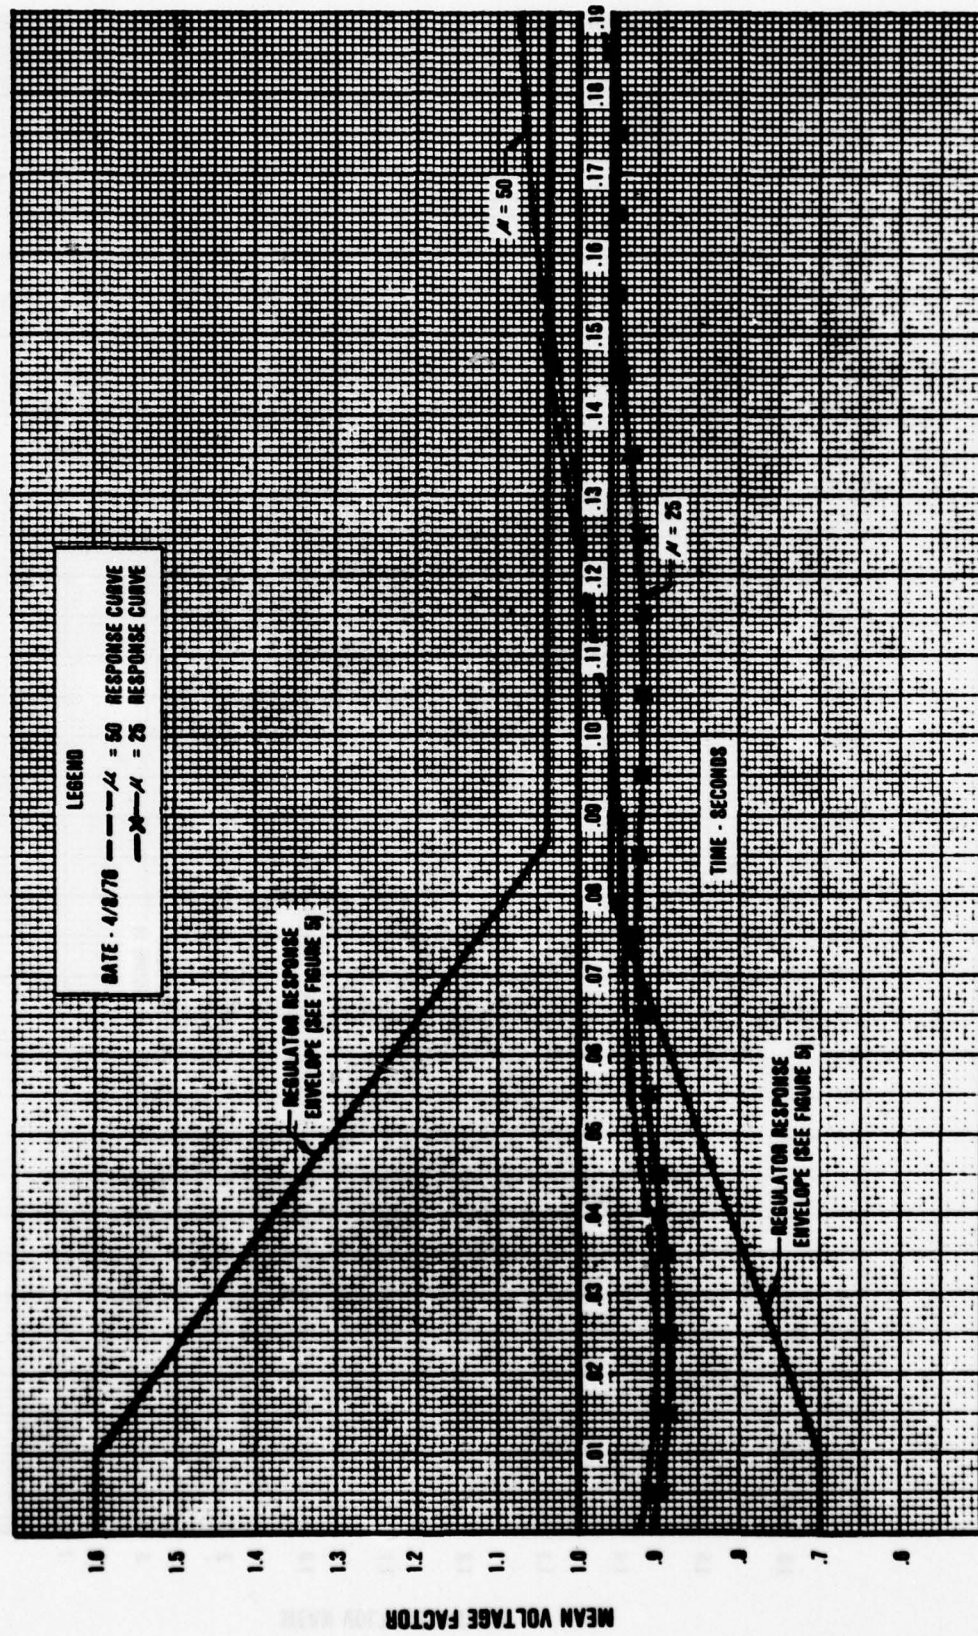 LEGEND
DATE - 4/8/76 — — — μ = 50 RESPONSE CURVE
—x— μ = 25 RESPONSE CURVE
REGULATOR RESPONSE
ENVELOPE (SEE FIGURE 5)
μ = 50
μ = 25
REGULATOR RESPONSE
ENVELOPE (SEE FIGURE 5)
MEAN VOLTAGE FACTOR
1.6
1.5
1.4
1.3
1.2
1.1
1.0
.9
.8
.7
.6
.01 .02 .03 .04 .05 .06 .07 .08 .09 .10 .11 .12 .13 .14 .15 .16 .17 .18 .19
TIME - SECONDS